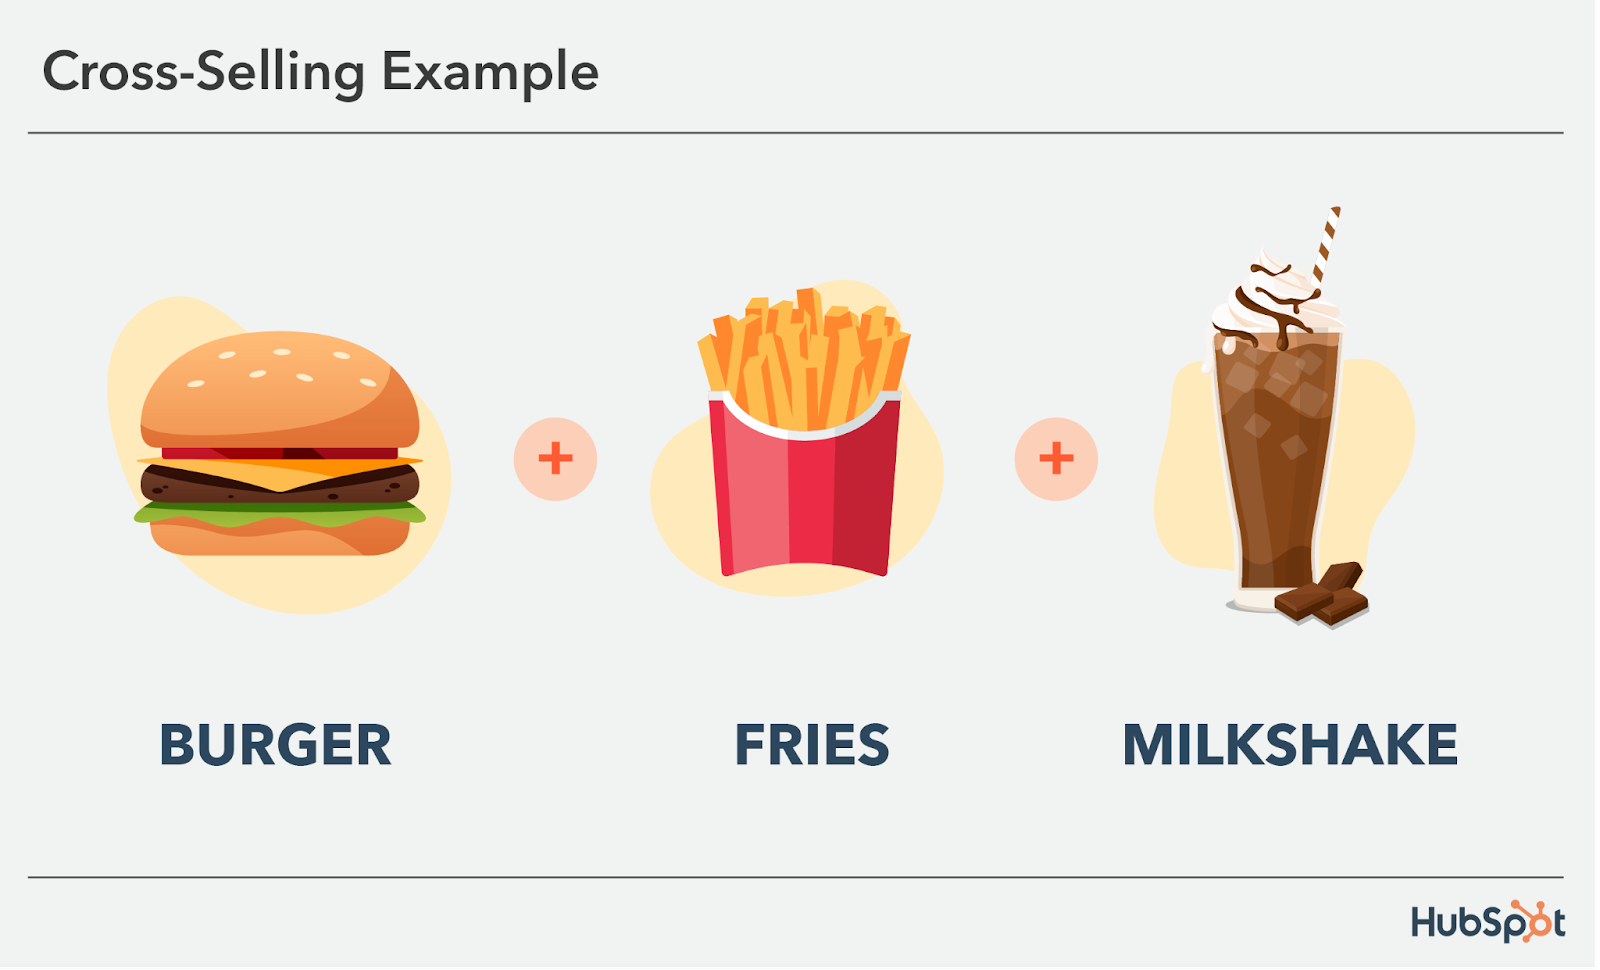 Cross-Selling Example
+
+
BURGER
FRIES
MILKSHAKE
HubSpot